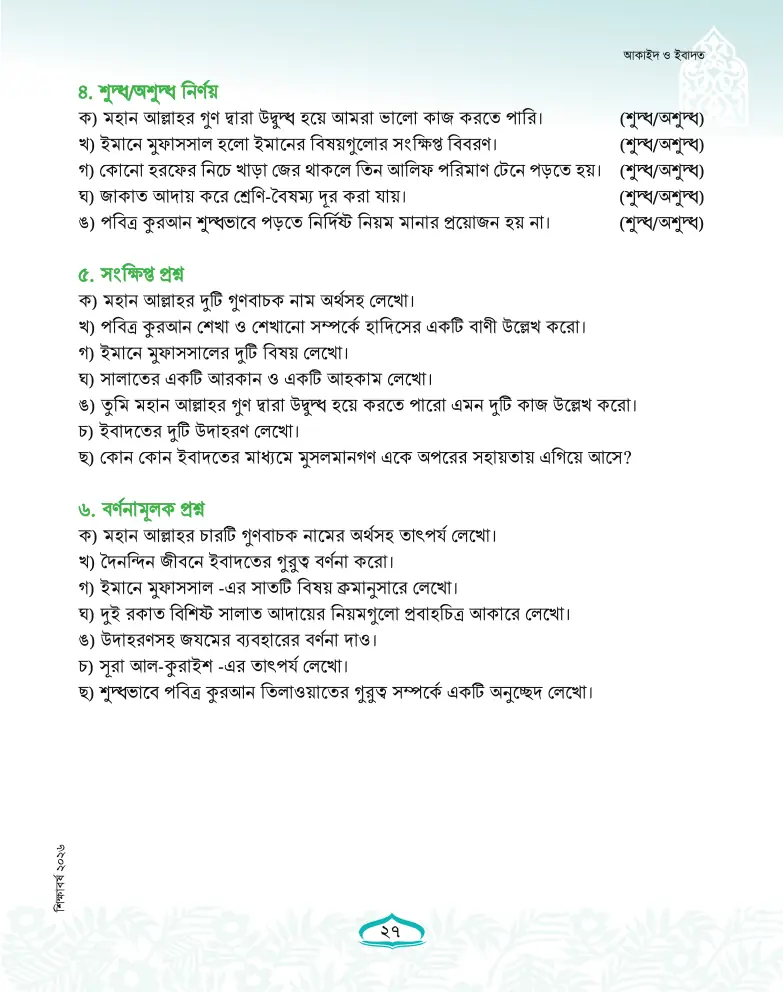 আকাইদ ও ইবাদত
৪. শুদ্ধ/অশুদ্ধ নির্ণয়
ক) মহান আল্লাহর গুণ দ্বারা উদ্বুদ্ধ হয়ে আমরা ভালো কাজ করতে পারি। (শুদ্ধ/অশুদ্ধ)
খ) ইমানে মুফাসসাল হলো ইমানের বিষয়গুলোর সংক্ষিপ্ত বিবরণ। (শুদ্ধ/অশুদ্ধ)
গ) কোনো হরফের নিচে খাড়া জের থাকলে তিন আলিফ পরিমাণ টেনে পড়তে হয়। (শুদ্ধ/অশুদ্ধ)
ঘ) জাকাত আদায় করে শ্রেণি-বৈষম্য দূর করা যায়। (শুদ্ধ/অশুদ্ধ)
ঙ) পবিত্র কুরআন শুদ্ধভাবে পড়তে নির্দিষ্ট নিয়ম মানার প্রয়োজন হয় না। (শুদ্ধ/অশুদ্ধ)
৫. সংক্ষিপ্ত প্রশ্ন
ক) মহান আল্লাহর দুটি গুণবাচক নাম অর্থসহ লেখো।
খ) পবিত্র কুরআন শেখা ও শেখানো সম্পর্কে হাদিসের একটি বাণী উল্লেখ করো।
গ) ইমানে মুফাসসালের দুটি বিষয় লেখো।
ঘ) সালাতের একটি আরকান ও একটি আহকাম লেখো।
ঙ) তুমি মহান আল্লাহর গুণ দ্বারা উদ্বুদ্ধ হয়ে করতে পারো এমন দুটি কাজ উল্লেখ করো।
চ) ইবাদতের দুটি উদাহরণ লেখো।
ছ) কোন কোন ইবাদতের মাধ্যমে মুসলমানগণ একে অপরের সহায়তায় এগিয়ে আসে?
৬. বর্ণনামূলক প্রশ্ন
ক) মহান আল্লাহর চারটি গুণবাচক নামের অর্থসহ তাৎপর্য লেখো।
খ) দৈনন্দিন জীবনে ইবাদতের গুরুত্ব বর্ণনা করো।
গ) ইমানে মুফাসসাল -এর সাতটি বিষয় ক্রমানুসারে লেখো।
ঘ) দুই রকাত বিশিষ্ট সালাত আদায়ের নিয়মগুলো প্রবাহচিত্র আকারে লেখো।
ঙ) উদাহরণসহ জযমের ব্যবহারের বর্ণনা দাও।
চ) সূরা আল-কুরাইশ -এর তাৎপর্য লেখো।
ছ) শুদ্ধভাবে পবিত্র কুরআন তিলাওয়াতের গুরুত্ব সম্পর্কে একটি অনুচ্ছেদ লেখো।
শিক্ষাবর্ষ ২০২৬
২৭